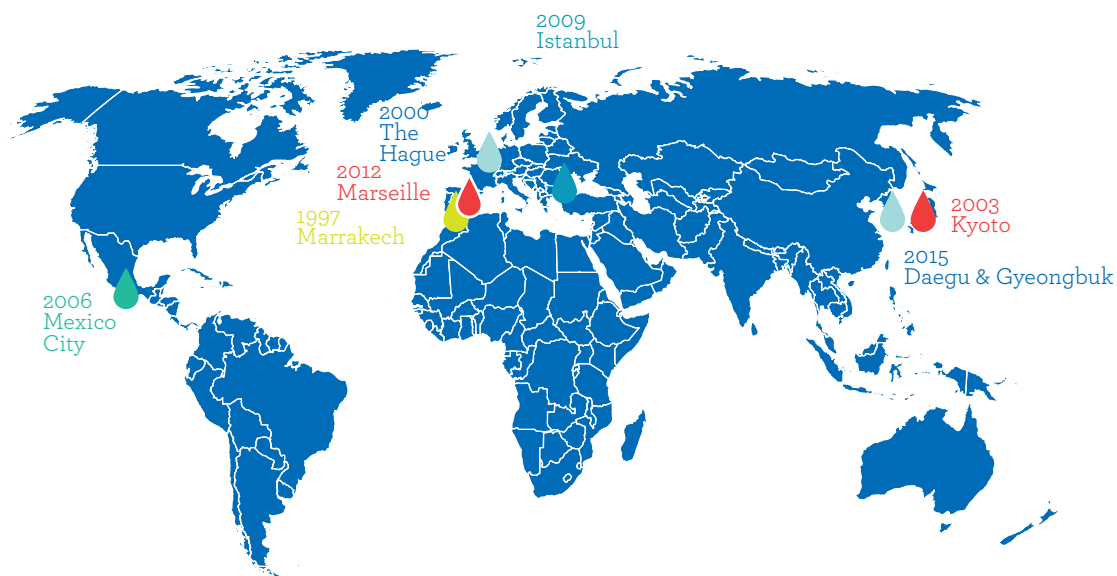 2009
Istanbul
2000
The
Hague
2012
Marseille
1997
Marrakech
2003
Kyoto
2015
Daegu & Gyeongbuk
2006
Mexico
City